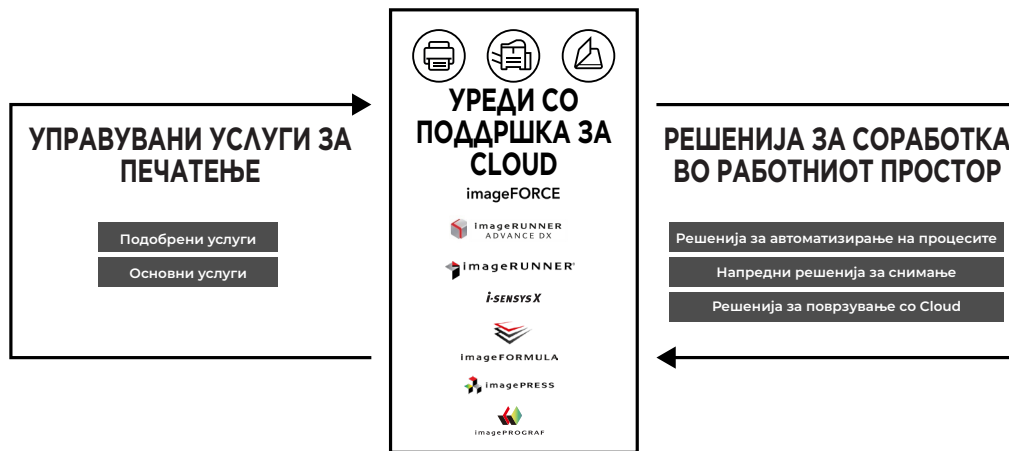 УПРАВУВАНИ УСЛУГИ ЗА
ПЕЧАТЕЊЕ
Подобрени услуги
Основни услуги
УРЕДИ СО
ПОДДРШКА ЗА
CLOUD
imageFORCE
imageRUNNER
ADVANCE DX
imageRUNNER®
i-SENSYS X
imageFORMULA
imagePRESS
imagePROGRAF
РЕШЕНИЈА ЗА СОРАБОТКА
ВО РАБОТНИОТ ПРОСТОР
Решенија за автоматизирање на процесите
Напредни решенија за снимање
Решенија за поврзување со Cloud